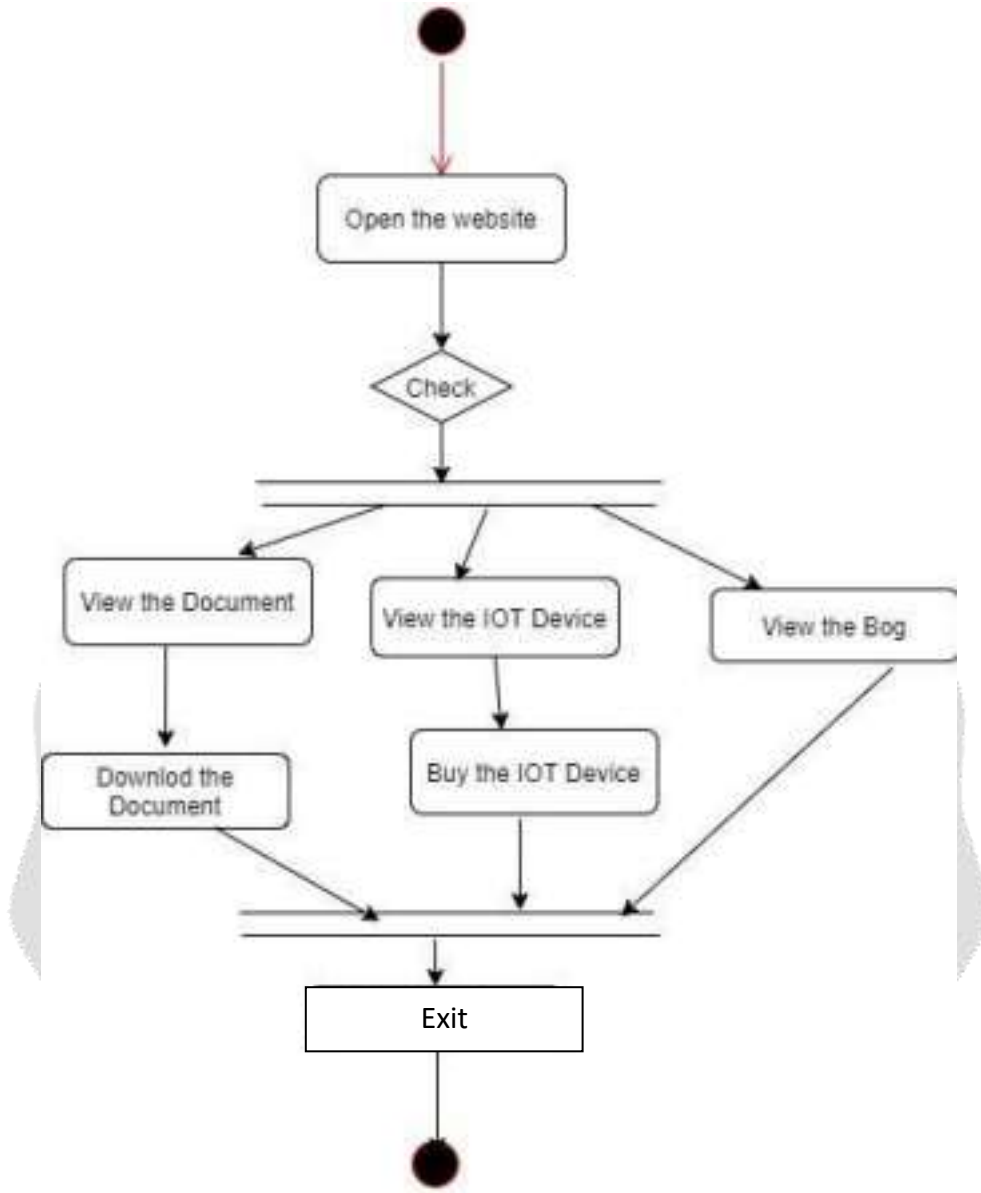 Open the website
Check
View the Document
View the IOT Device
View the Bog
Downlod the
Document
Buy the IOT Device
Exit